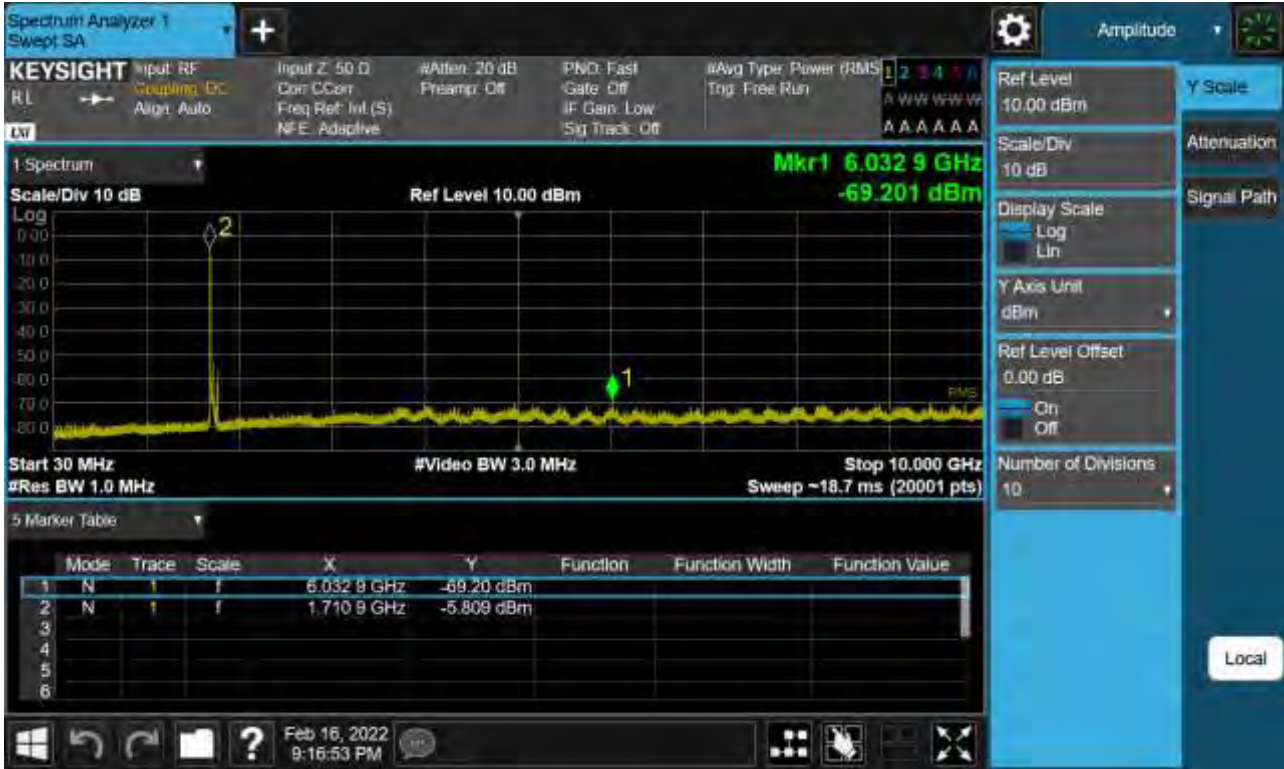 Spectrum Analyzer 1
Swept SA
Amplitude
KEYSIGHT
RL
LXI
Input: RF
Coupling: DC
Align: Auto
Input Z: 50 Ω
Corr CCorr
Freq Ref: Int (S)
NFE: Adaptive
#Atten: 20 dB
Preamp: Off
PNO: Fast
Gate: Off
IF Gain: Low
Sig Track: Off
#Avg Type: Power (RMS
Trig: Free Run
1 2 3 4 5 6
A W W W W W
A A A A A A
1 Spectrum
Mkr1 6.032 9 GHz
-69.201 dBm
Scale/Div 10 dB
Ref Level 10.00 dBm
Log
0.00
-10.0
-20.0
-30.0
-40.0
-50.0
-60.0
-70.0
-80.0
2
1
RMS
Start 30 MHz
#Video BW 3.0 MHz
Stop 10.000 GHz
#Res BW 1.0 MHz
Sweep ~18.7 ms (20001 pts)
5 Marker Table
Mode Trace Scale X Y Function Function Width Function Value
1 N 1 f 6.032 9 GHz -69.20 dBm
2 N 1 f 1.710 9 GHz -5.809 dBm
3
4
5
6
Ref Level
10.00 dBm
Scale/Div
10 dB
Display Scale
Log
Lin
Y Axis Unit
dBm
Ref Level Offset
0.00 dB
On
Off
Number of Divisions
10
Y Scale
Attenuation
Signal Path
Local
?
Feb 16, 2022
9:16:53 PM